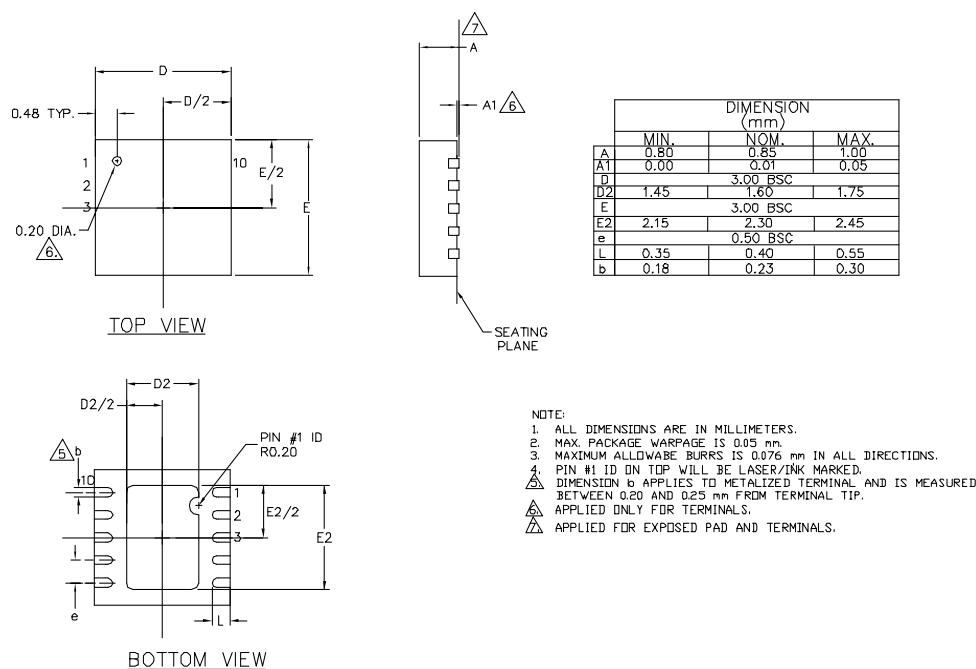 7
A
D
D/2
A1 6
0.48 TYP.
1
10
2
3
E/2
E
0.20 DIA.
6.
TOP VIEW
SEATING
PLANE
DIMENSION
(mm)
MIN. NOM. MAX.
A 0.80 0.85 1.00
A1 0.00 0.01 0.05
D 3.00 BSC
D2 1.45 1.60 1.75
E 3.00 BSC
E2 2.15 2.30 2.45
e 0.50 BSC
L 0.35 0.40 0.55
b 0.18 0.23 0.30
D2
D2/2
PIN #1 ID
R0.20
5 b
10
1
2
3
E2/2
E2
e
L
BOTTOM VIEW
NOTE:
1. ALL DIMENSIONS ARE IN MILLIMETERS.
2. MAX. PACKAGE WARPAGE IS 0.05 mm.
3. MAXIMUM ALLOWABE BURRS IS 0.076 mm IN ALL DIRECTIONS.
4. PIN #1 ID ON TOP WILL BE LASER/INK MARKED.
5. DIMENSION b APPLIES TO METALIZED TERMINAL AND IS MEASURED
BETWEEN 0.20 AND 0.25 mm FROM TERMINAL TIP.
6. APPLIED ONLY FOR TERMINALS.
7. APPLIED FOR EXPOSED PAD AND TERMINALS.